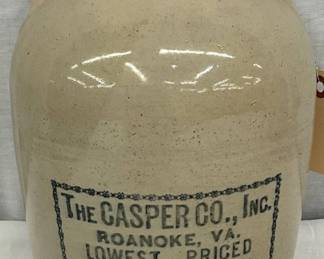 THE CASPER CO., INC.
ROANOKE, VA.
LOWEST PRICED